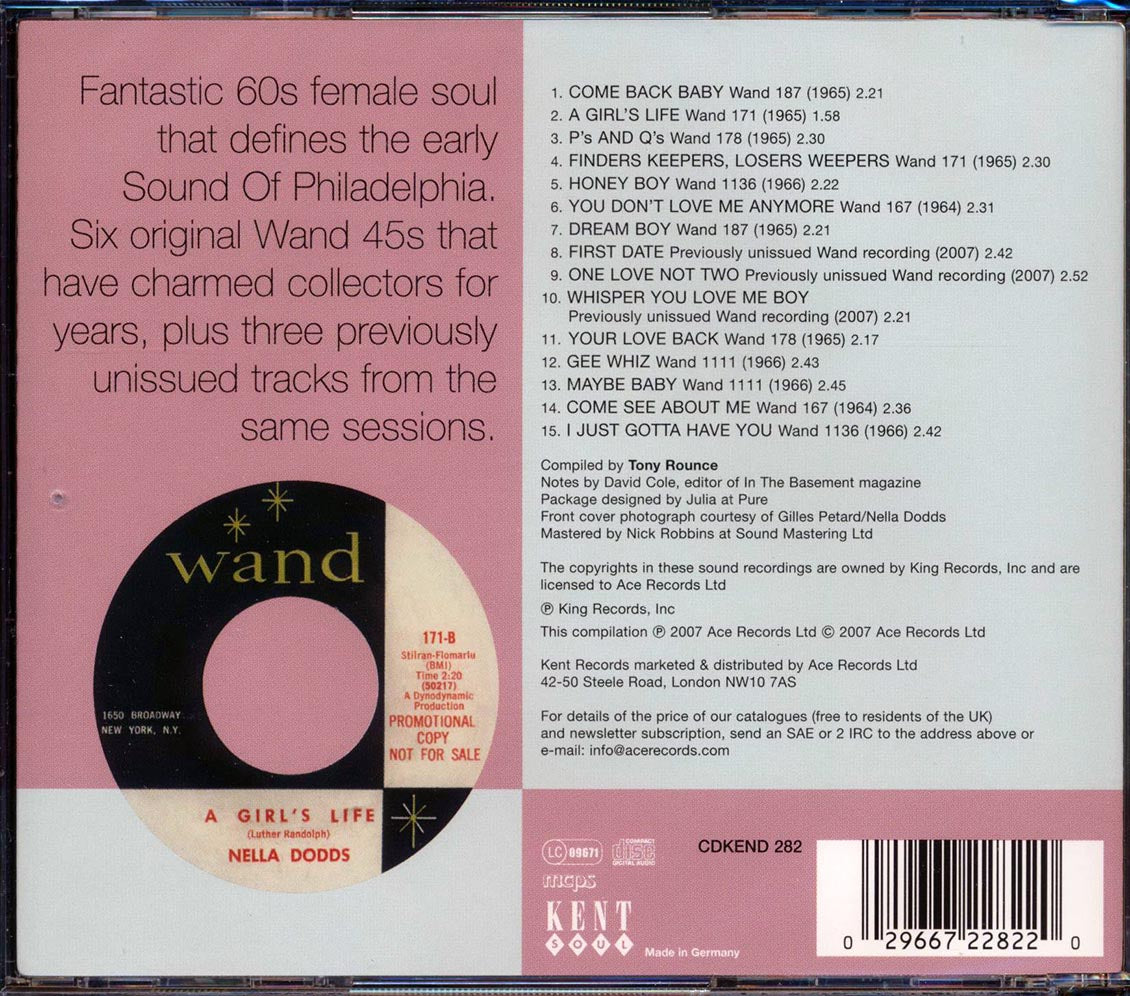 Fantastic 60s female soul
that defines the early
Sound Of Philadelphia.
Six original Wand 45s that
have charmed collectors for
years, plus three previously
unissued tracks from the
same sessions.
wand
171-B
Stilran-Flomarlu
(BMI)
Time 2:20
(50217)
A Dynodynamic
Production
PROMOTIONAL
COPY
NOT FOR SALE
1650 BROADWAY
NEW YORK, N.Y.
A GIRL'S LIFE
(Luther Randolph)
NELLA DODDS
1. COME BACK BABY Wand 187 (1965) 2.21
2. A GIRL'S LIFE Wand 171 (1965) 1.58
3. P's AND Q's Wand 178 (1965) 2.30
4. FINDERS KEEPERS, LOSERS WEEPERS Wand 171 (1965) 2.30
5. HONEY BOY Wand 1136 (1966) 2.22
6. YOU DON'T LOVE ME ANYMORE Wand 167 (1964) 2.31
7. DREAM BOY Wand 187 (1965) 2.21
8. FIRST DATE Previously unissued Wand recording (2007) 2.42
9. ONE LOVE NOT TWO Previously unissued Wand recording (2007) 2.52
10. WHISPER YOU LOVE ME BOY
Previously unissued Wand recording (2007) 2.21
11. YOUR LOVE BACK Wand 178 (1965) 2.17
12. GEE WHIZ Wand 1111 (1966) 2.43
13. MAYBE BABY Wand 1111 (1966) 2.45
14. COME SEE ABOUT ME Wand 167 (1964) 2.36
15. I JUST GOTTA HAVE YOU Wand 1136 (1966) 2.42
Compiled by Tony Rounce
Notes by David Cole, editor of In The Basement magazine
Package designed by Julia at Pure
Front cover photograph courtesy of Gilles Petard/Nella Dodds
Mastered by Nick Robbins at Sound Mastering Ltd
The copyrights in these sound recordings are owned by King Records, Inc and are
licensed to Ace Records Ltd
℗ King Records, Inc
This compilation ℗ 2007 Ace Records Ltd © 2007 Ace Records Ltd
Kent Records marketed & distributed by Ace Records Ltd
42-50 Steele Road, London NW10 7AS
For details of the price of our catalogues (free to residents of the UK)
and newsletter subscription, send an SAE or 2 IRC to the address above or
e-mail: info@acerecords.com
LC 09671
COMPACT
disc
DIGITAL AUDIO
CDKEND 282
mcps
KENT
SOUL
Made in Germany
0 29667 22822 0